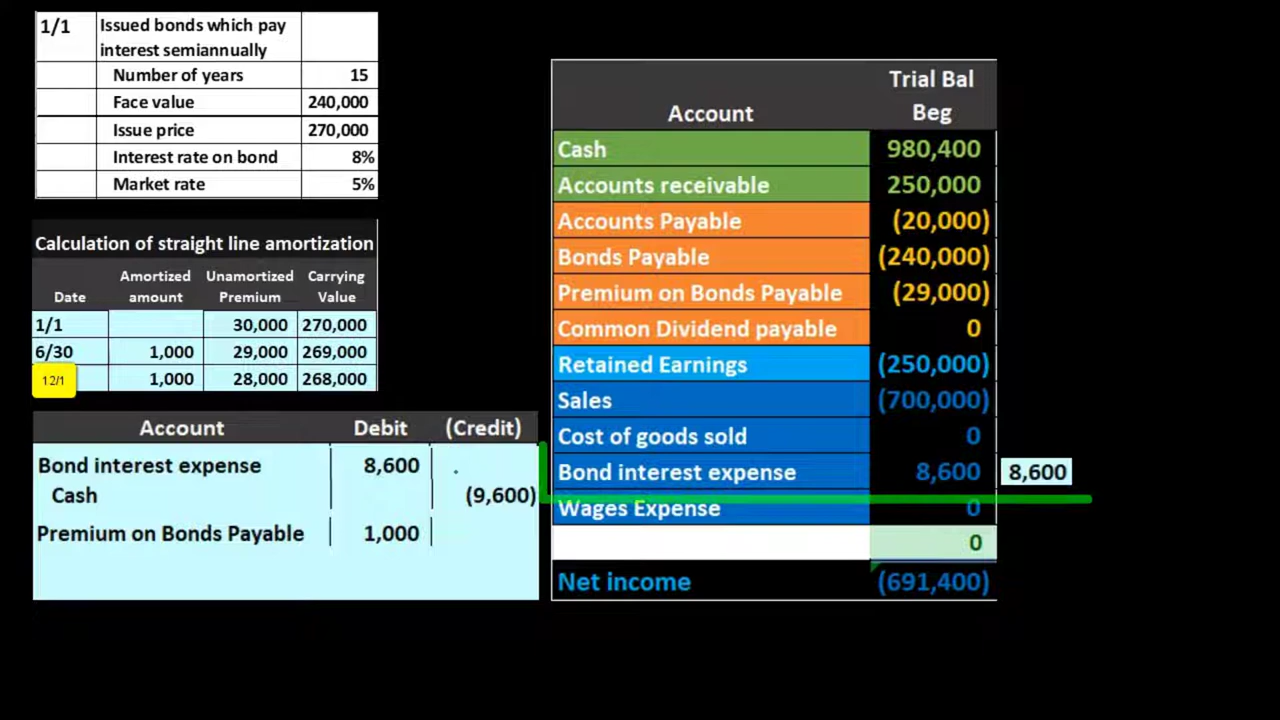 1/1 Issued bonds which pay
interest semiannually
Number of years 15
Face value 240,000
Issue price 270,000
Interest rate on bond 8%
Market rate 5%
Calculation of straight line amortization
Amortized Unamortized Carrying
Date amount Premium Value
1/1 30,000 270,000
6/30 1,000 29,000 269,000
12/1 1,000 28,000 268,000
Account Debit (Credit)
Bond interest expense 8,600
Cash (9,600)
Premium on Bonds Payable 1,000
Trial Bal
Account Beg
Cash 980,400
Accounts receivable 250,000
Accounts Payable (20,000)
Bonds Payable (240,000)
Premium on Bonds Payable (29,000)
Common Dividend payable 0
Retained Earnings (250,000)
Sales (700,000)
Cost of goods sold 0
Bond interest expense 8,600 8,600
Wages Expense 0
0
Net income (691,400)